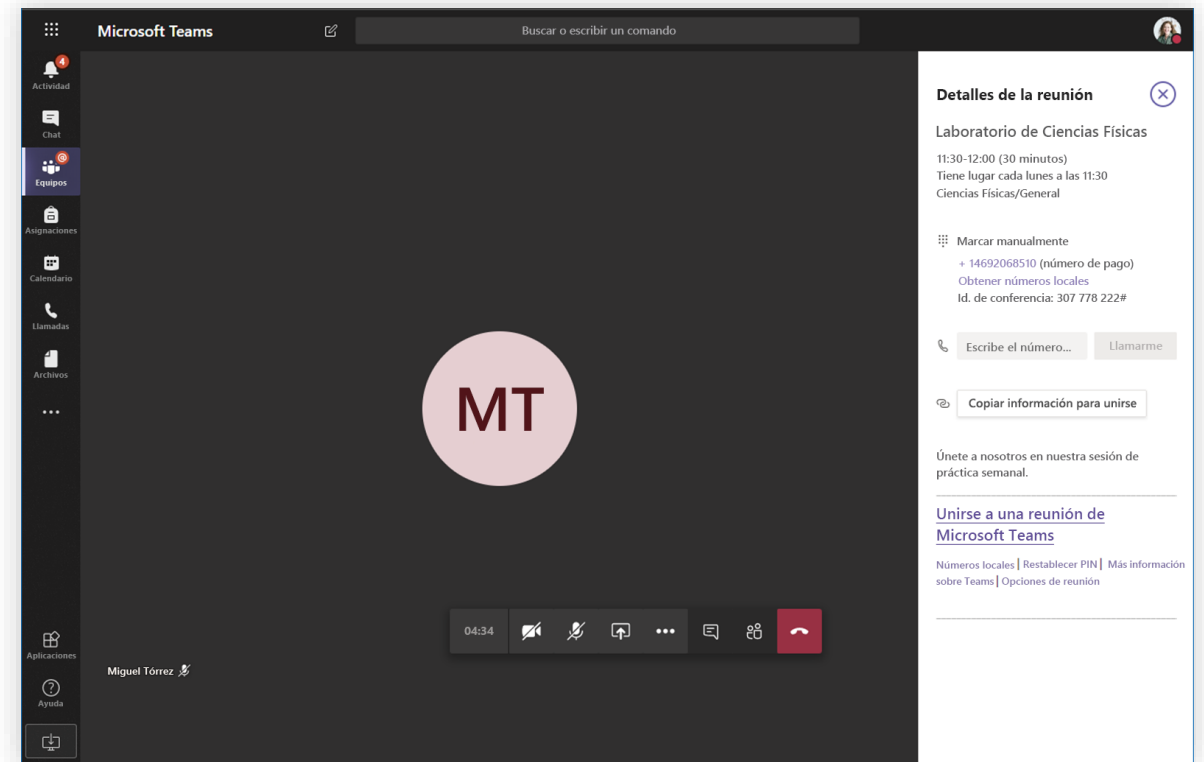 Microsoft Teams
Buscar o escribir un comando
4
Actividad
Chat
@
Equipos
Asignaciones
Calendario
Llamadas
Archivos
Aplicaciones
Ayuda
MT
04:34
Miguel Tórrez
Detalles de la reunión
Laboratorio de Ciencias Físicas
11:30-12:00 (30 minutos)
Tiene lugar cada lunes a las 11:30
Ciencias Físicas/General
Marcar manualmente
+ 14692068510 (número de pago)
Obtener números locales
Id. de conferencia: 307 778 222#
Escribe el número... Llamarme
Copiar información para unirse
Únete a nosotros en nuestra sesión de
práctica semanal.
Unirse a una reunión de
Microsoft Teams
Números locales | Restablecer PIN | Más información
sobre Teams | Opciones de reunión